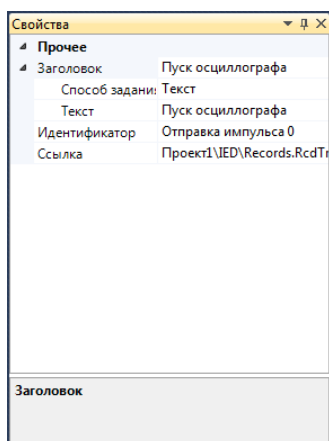 Свойства
Прочее
Заголовок Пуск осциллографа
Способ задани Текст
Текст Пуск осциллографа
Идентификатор Отправка импульса 0
Ссылка Проект1\IED\Records.RcdTr
Заголовок